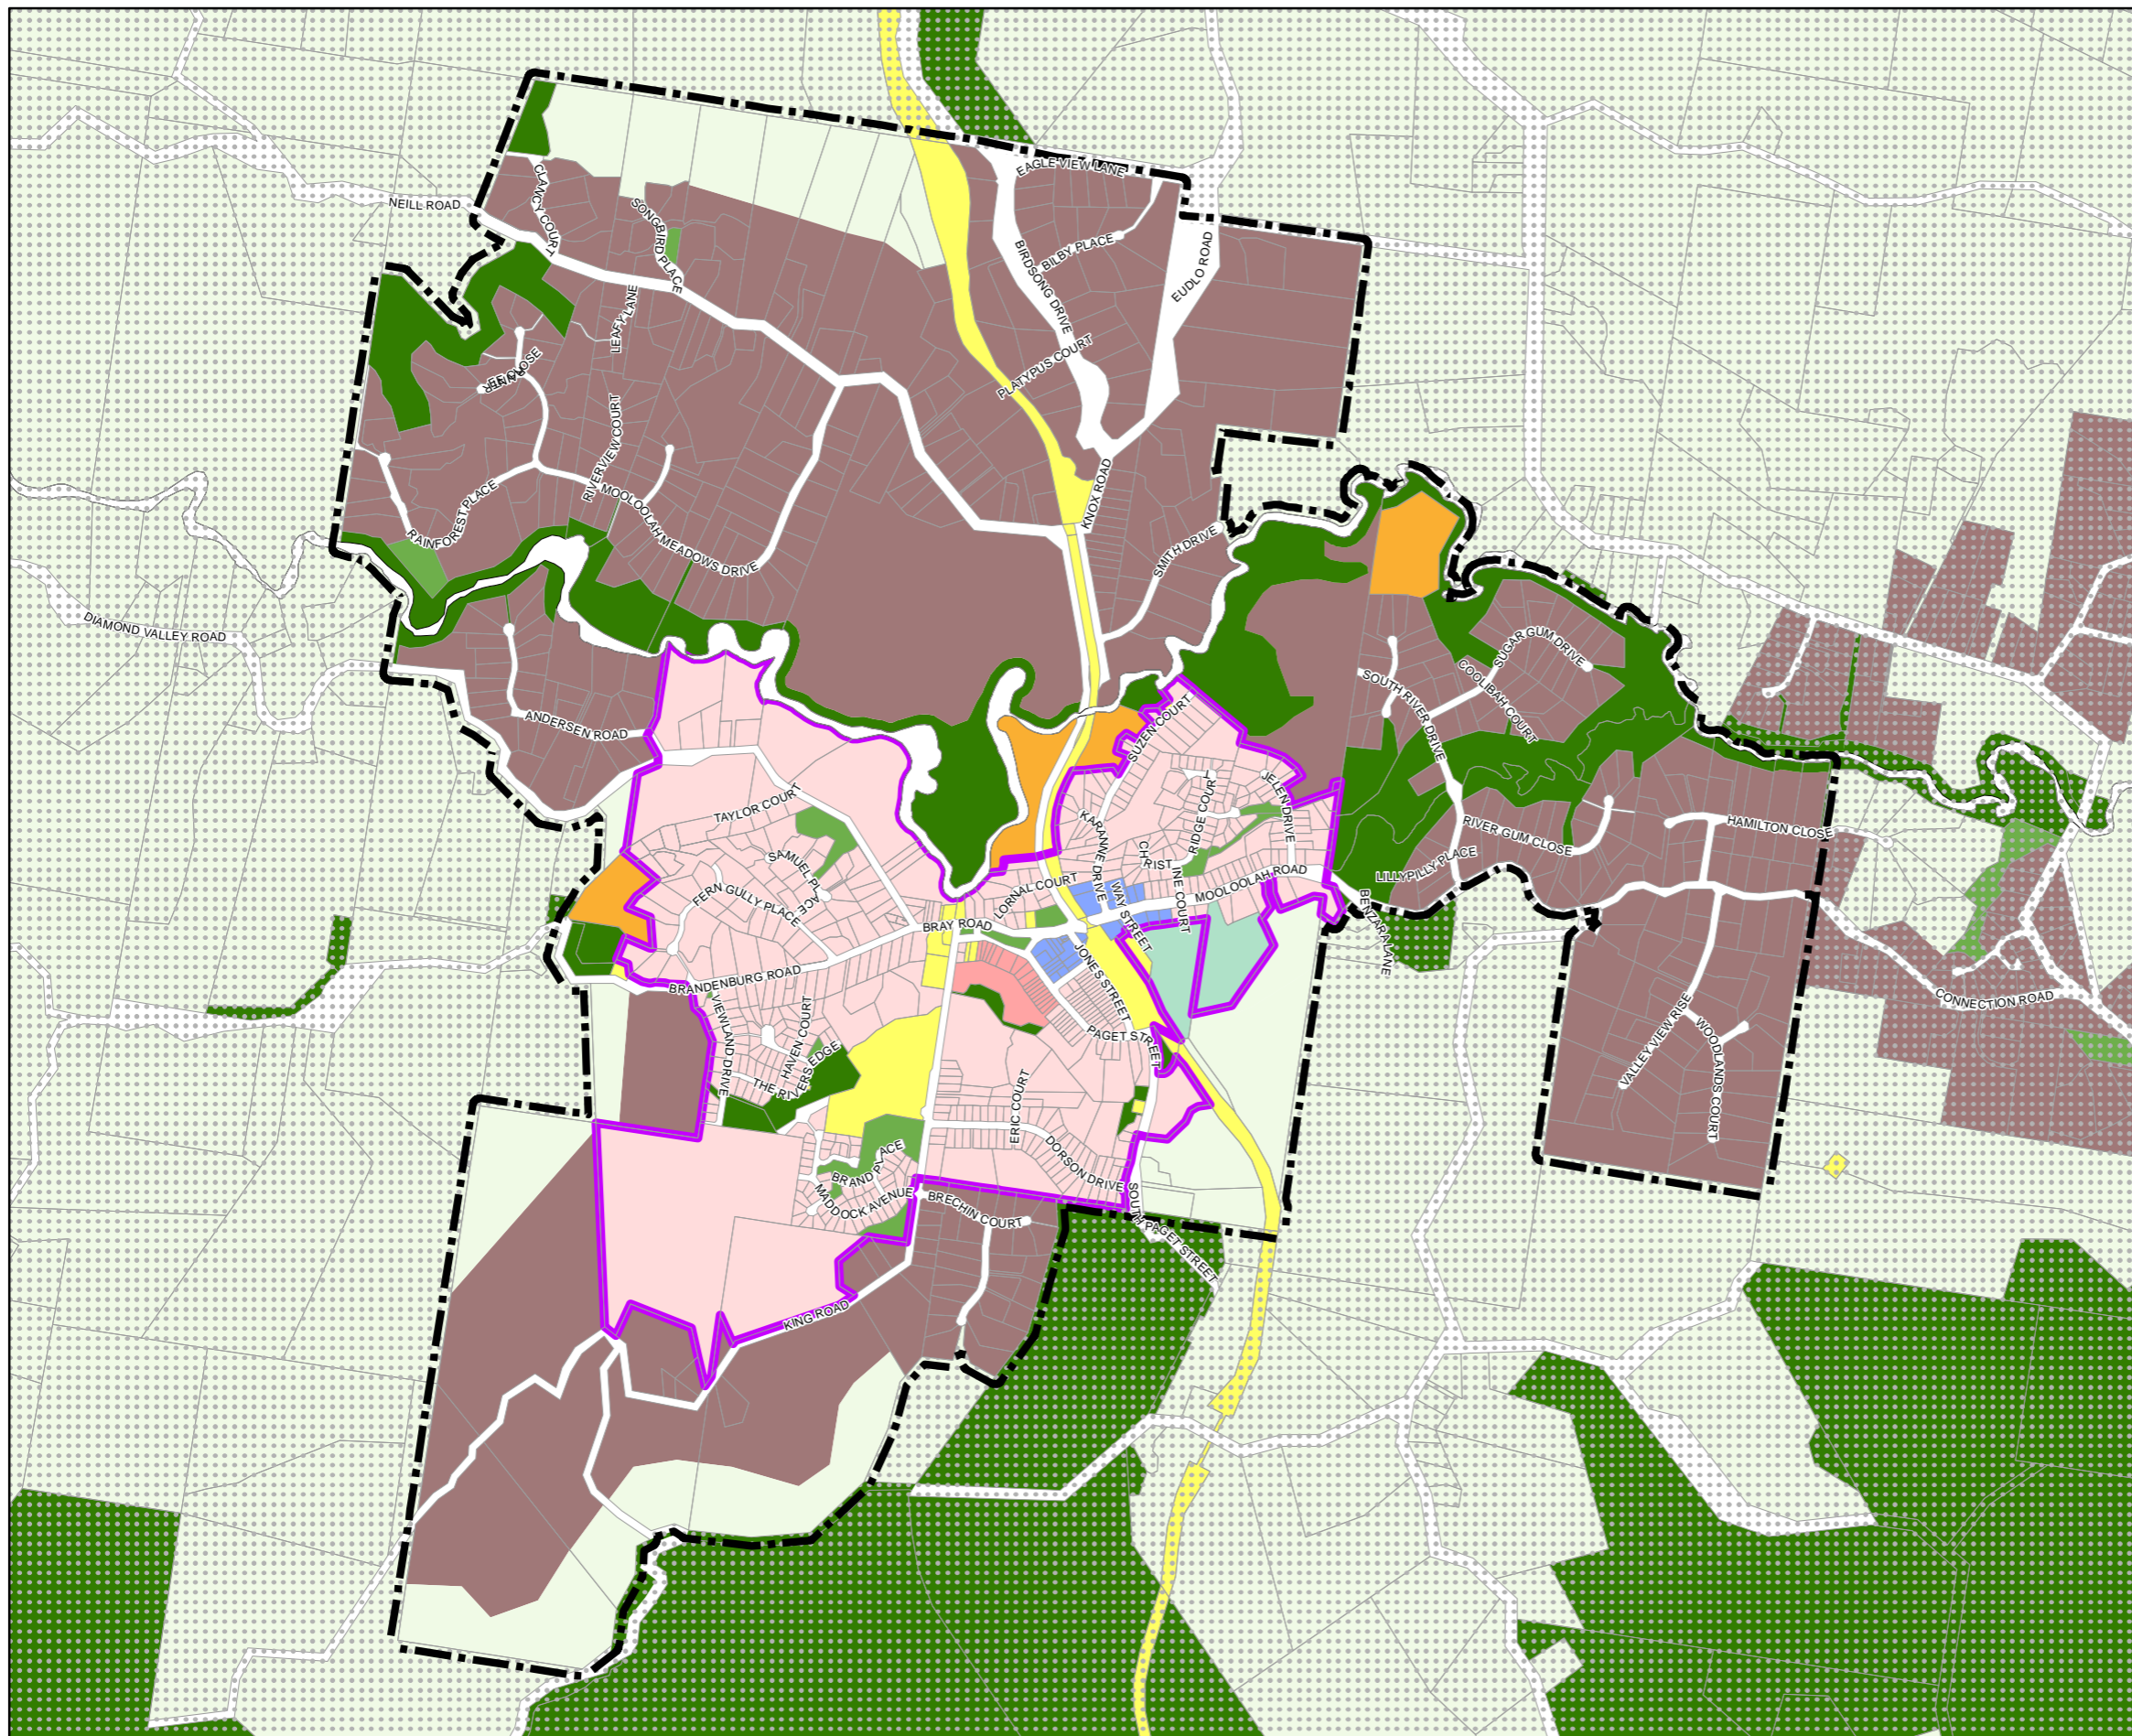 EAGLE VIEW LANE
CLANCY COURT
NEILL ROAD
SONGBIRD PLACE
BILBY PLACE
BIRDSONG DRIVE
EUDLO ROAD
LEAFY LANE
PLATYPUS COURT
CLOSE
RIVERVIEW COURT
KNOX ROAD
MOOLOOLAH MEADOWS DRIVE
RAINFOREST PLACE
SMITH DRIVE
DIAMOND VALLEY ROAD
SUGAR GUM DRIVE
COOLIBAH COURT
SOUTH RIVER DRIVE
ANDERSEN ROAD
SUZEN COURT
TAYLOR COURT
JELEN DRIVE
RIDGE COURT
KARANNE DRIVE
CHRISTINE COURT
RIVER GUM CLOSE
HAMILTON CLOSE
SAMUEL PLACE
LILLYPILLY PLACE
FERN GULLY PLACE
LORNAL COURT
WAY STREET
MOOLOOLAH ROAD
BRAY ROAD
BENZARA LANE
JONES STREET
BRANDENBURG ROAD
CONNECTION ROAD
VIEWLAND DRIVE
HAVEN COURT
PAGET STREET
THE RIVERS EDGE
VALLEY VIEW RISE
WOODLANDS COURT
ERIC COURT
DORSON DRIVE
BRAND PLACE
MADDOCK AVENUE
BRECHIN COURT
SOUTH PAGET STREET
KING ROAD